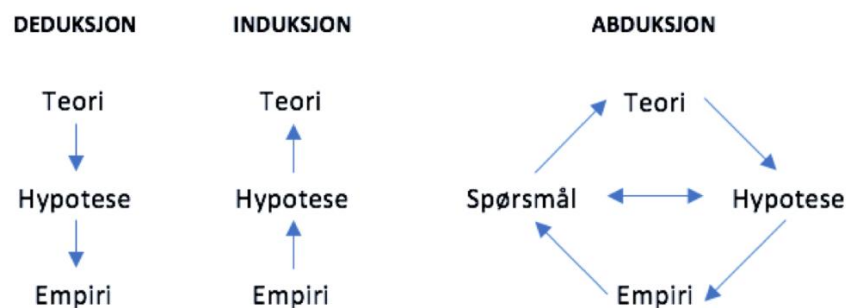 DEDUKSJON INDUKSJON ABDUKSJON
Teori Teori Teori
Hypotese Hypotese Spørsmål Hypotese
Empiri Empiri Empiri